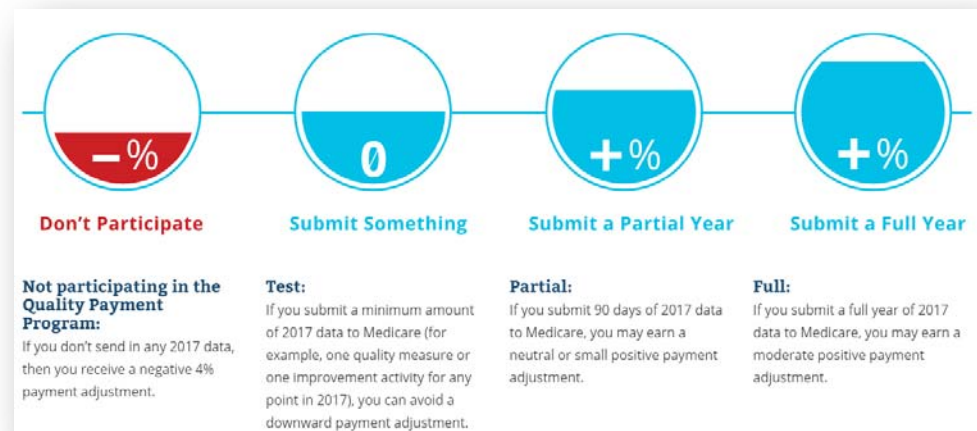 –%
0
+%
+%
Don't Participate
Submit Something
Submit a Partial Year
Submit a Full Year
Not participating in the
Quality Payment
Program:
If you don't send in any 2017 data,
then you receive a negative 4%
payment adjustment.
Test:
If you submit a minimum amount
of 2017 data to Medicare (for
example, one quality measure or
one improvement activity for any
point in 2017), you can avoid a
downward payment adjustment.
Partial:
If you submit 90 days of 2017 data
to Medicare, you may earn a
neutral or small positive payment
adjustment.
Full:
If you submit a full year of 2017
data to Medicare, you may earn a
moderate positive payment
adjustment.